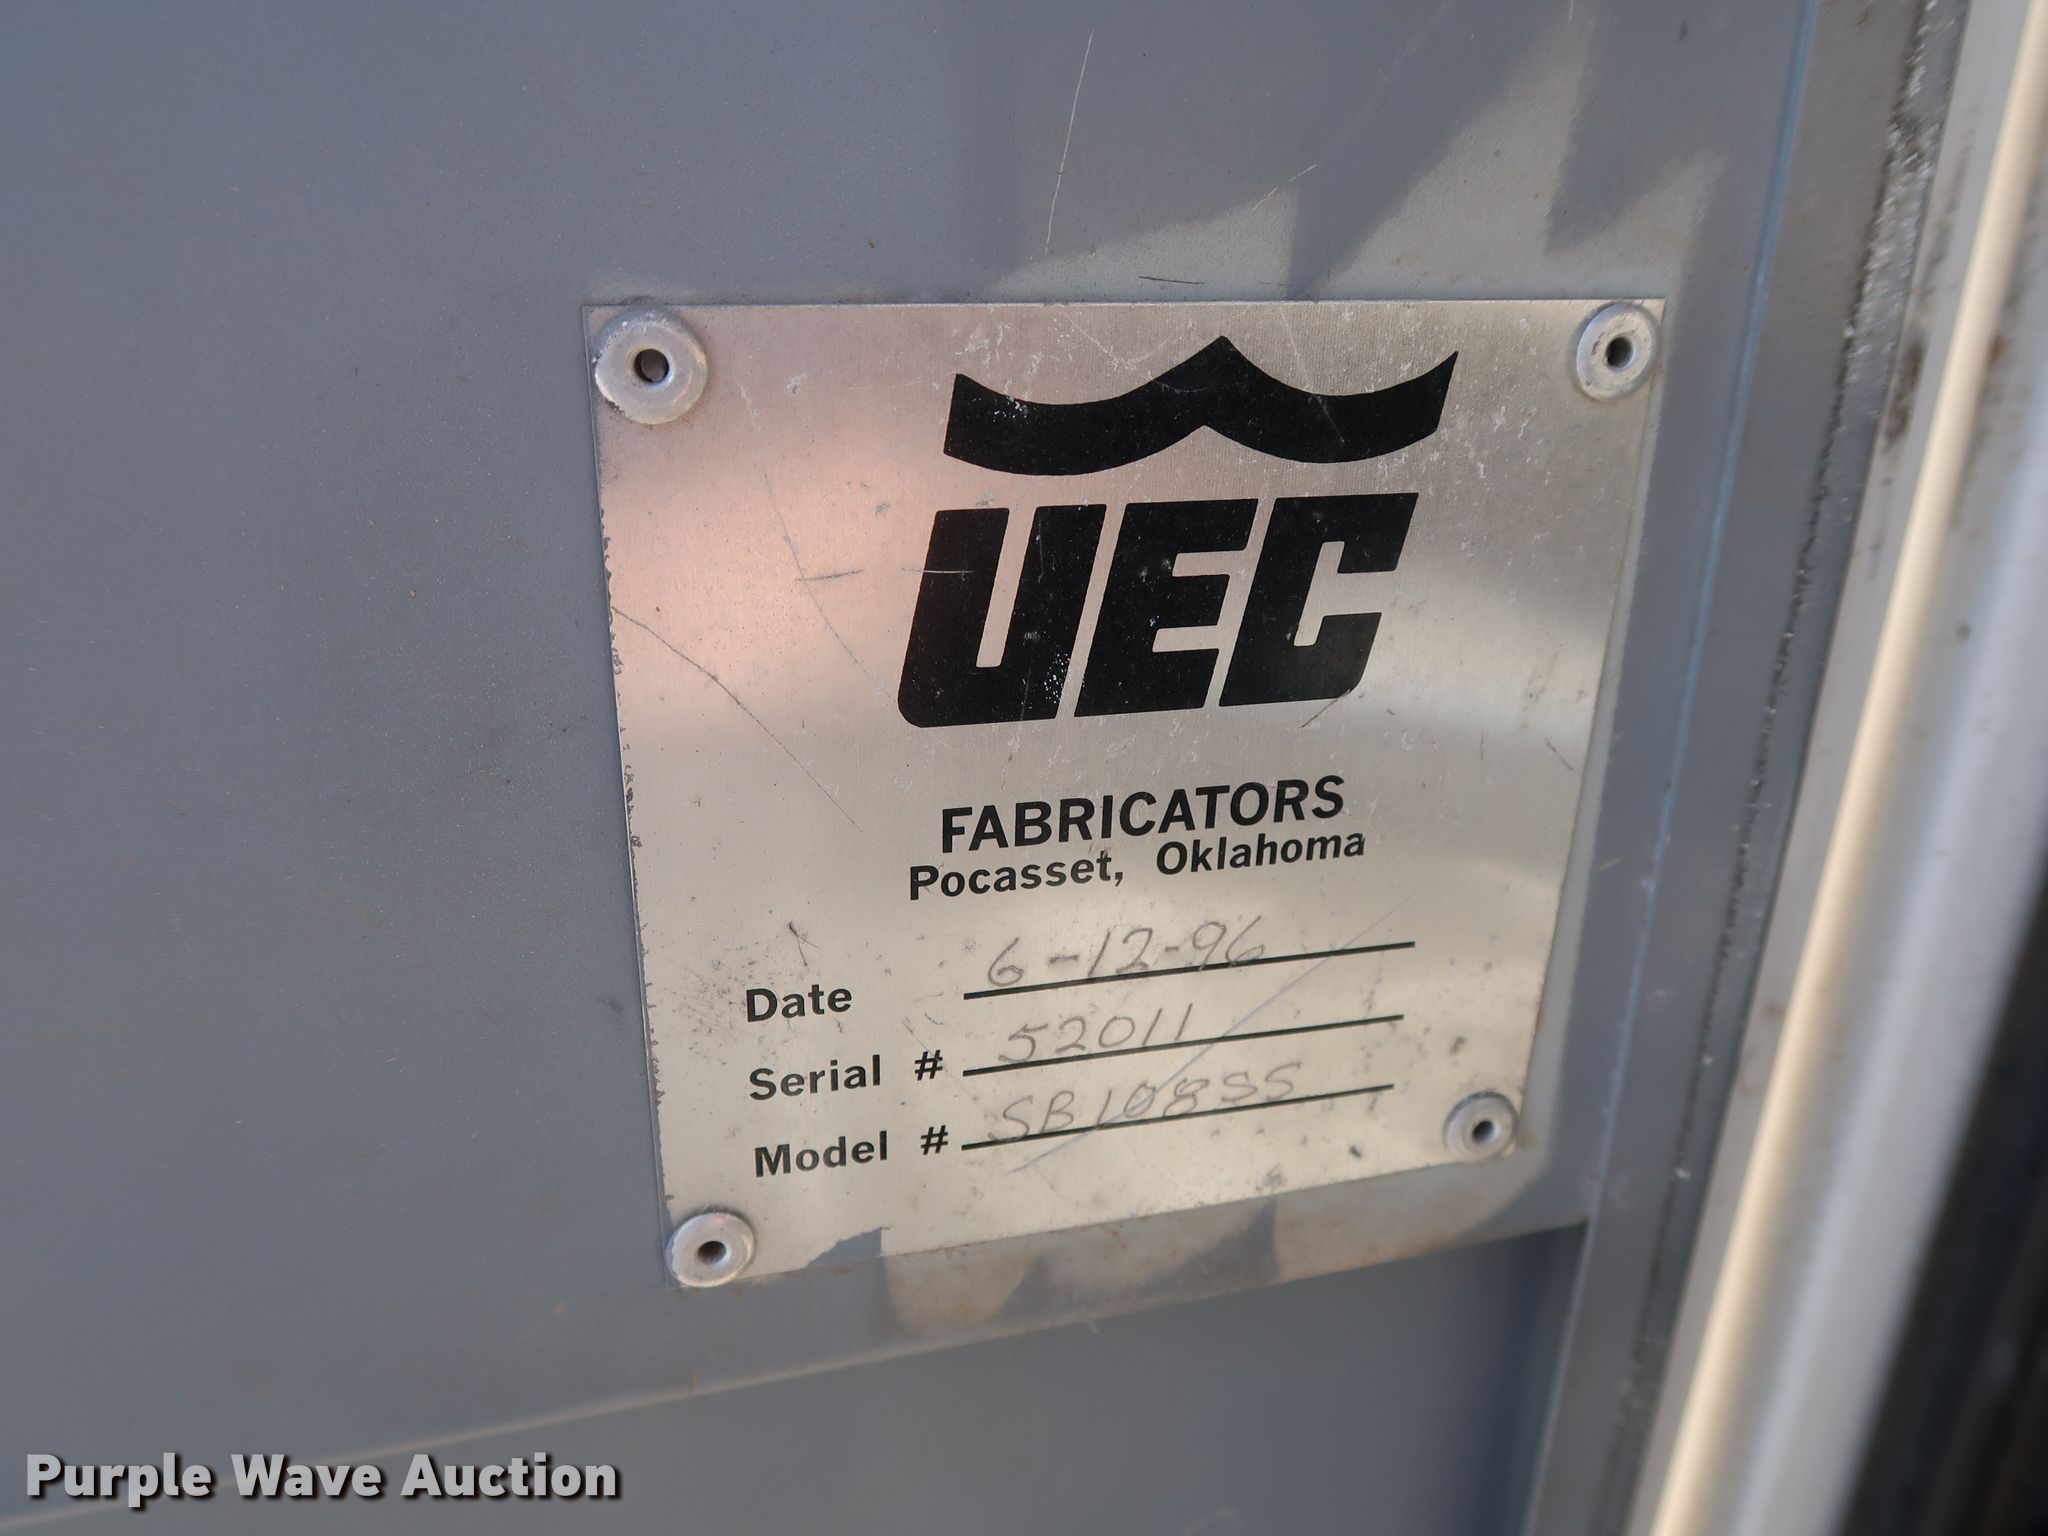 UEC
FABRICATORS
Pocasset, Oklahoma
Date 6-12-96
Serial # 52011
Model # SB108SS
Purple Wave Auction